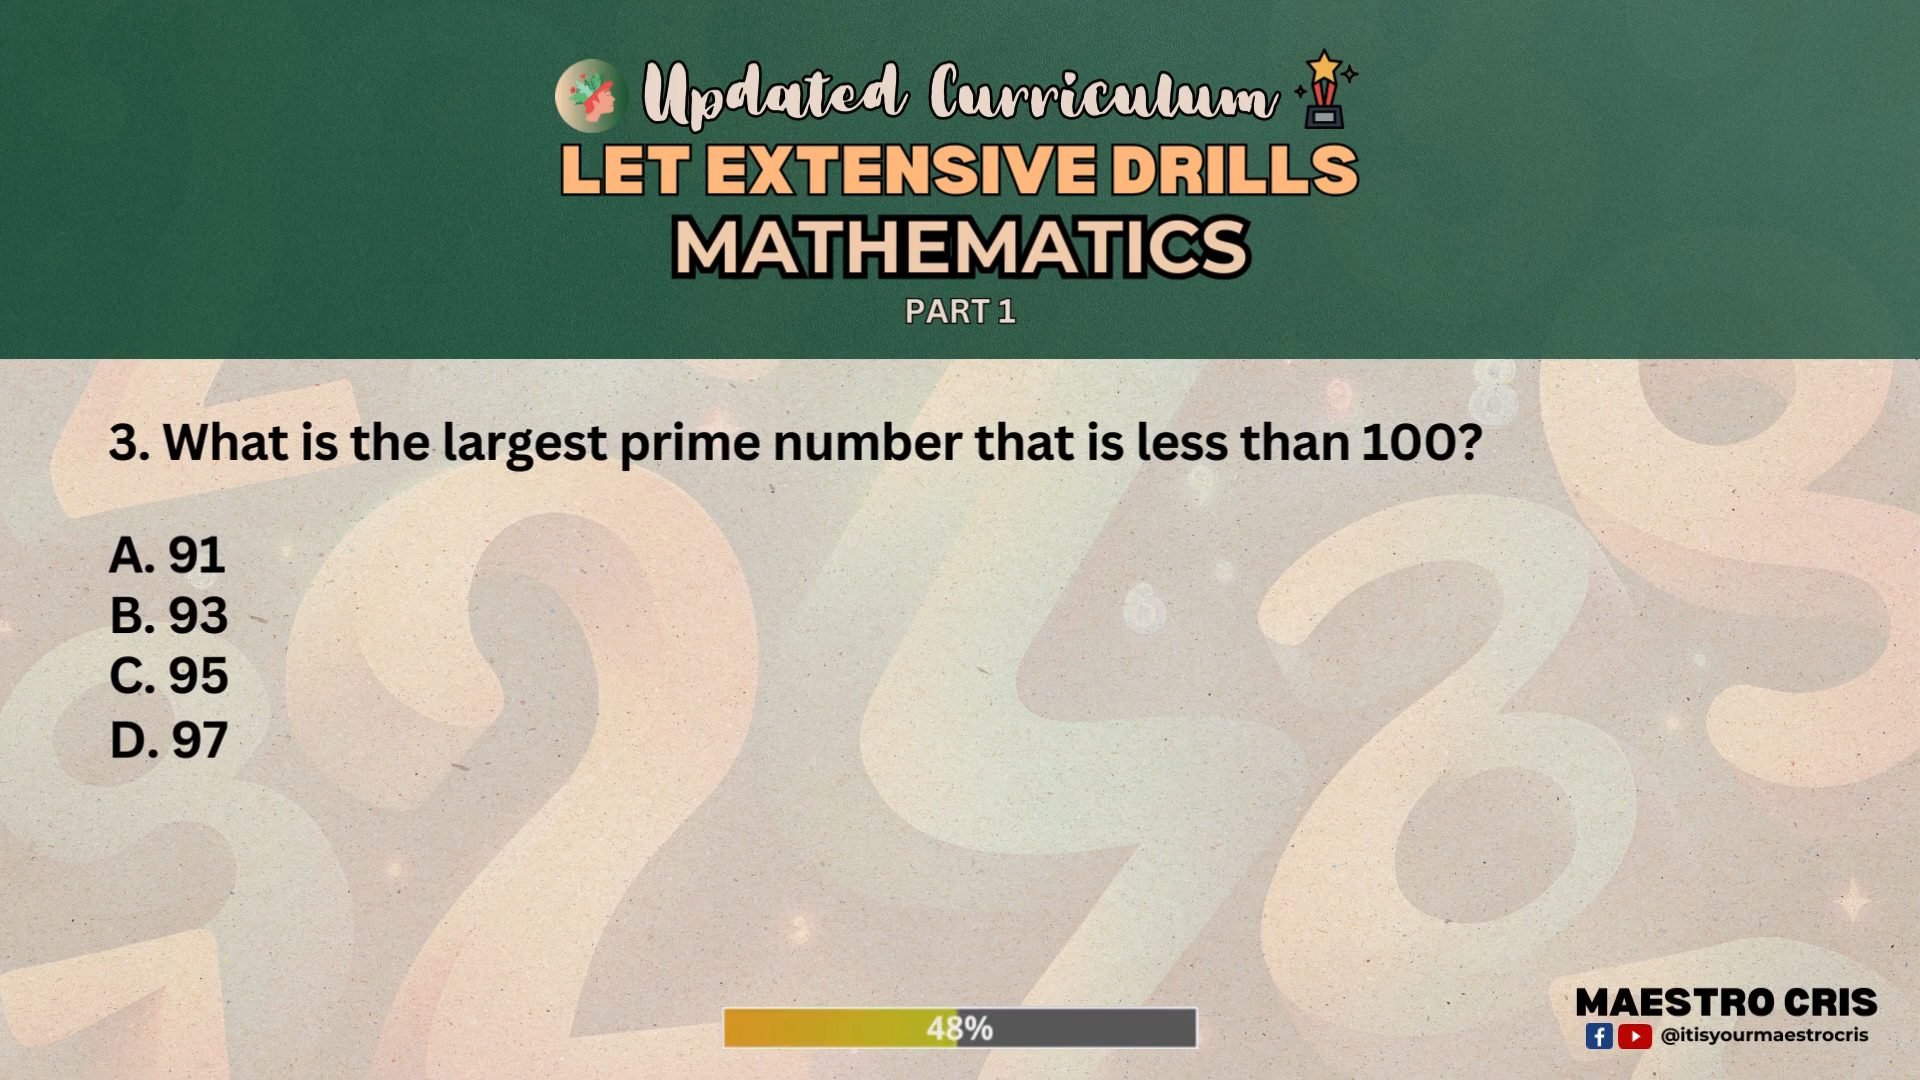 Updated Curriculum
LET EXTENSIVE DRILLS
MATHEMATICS
PART 1
3. What is the largest prime number that is less than 100?
A. 91
B. 93
C. 95
D. 97
48%
MAESTRO CRIS
@itisyourmaestrocris